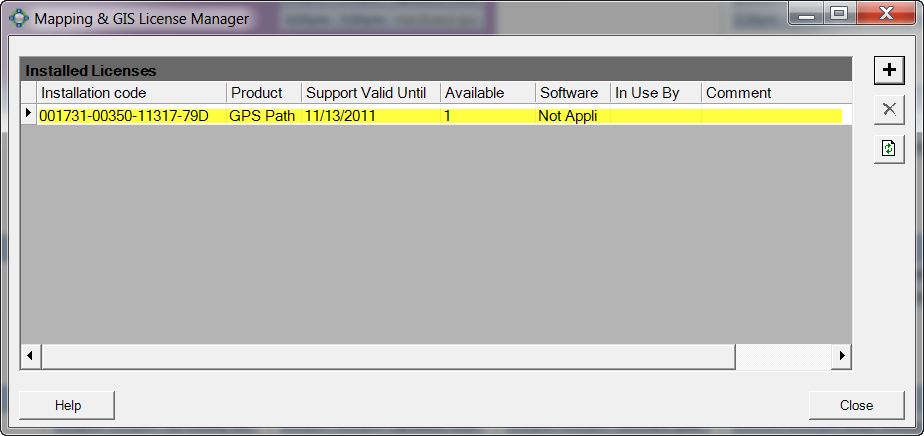 Mapping & GIS License Manager
Installed Licenses
Installation code Product Support Valid Until Available Software In Use By Comment
001731-00350-11317-79D GPS Path 11/13/2011 1 Not Appli
Help Close